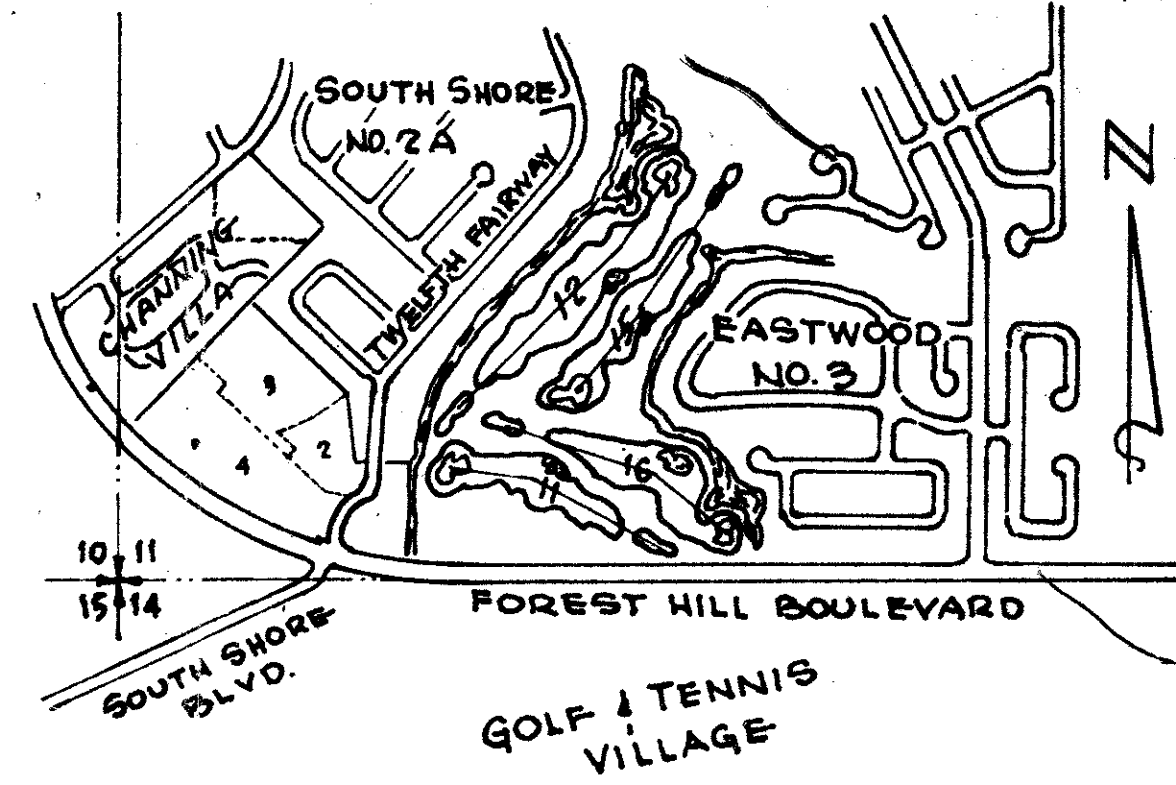 SOUTH SHORE
NO. 2A
N
CHANNING
VILLA
TWELFTH FAIRWAY
12
15
EASTWOOD
NO. 3
3
2
4
16
11
10 11
15 14
FOREST HILL BOULEVARD
SOUTH SHORE
BLVD.
GOLF & TENNIS
VILLAGE